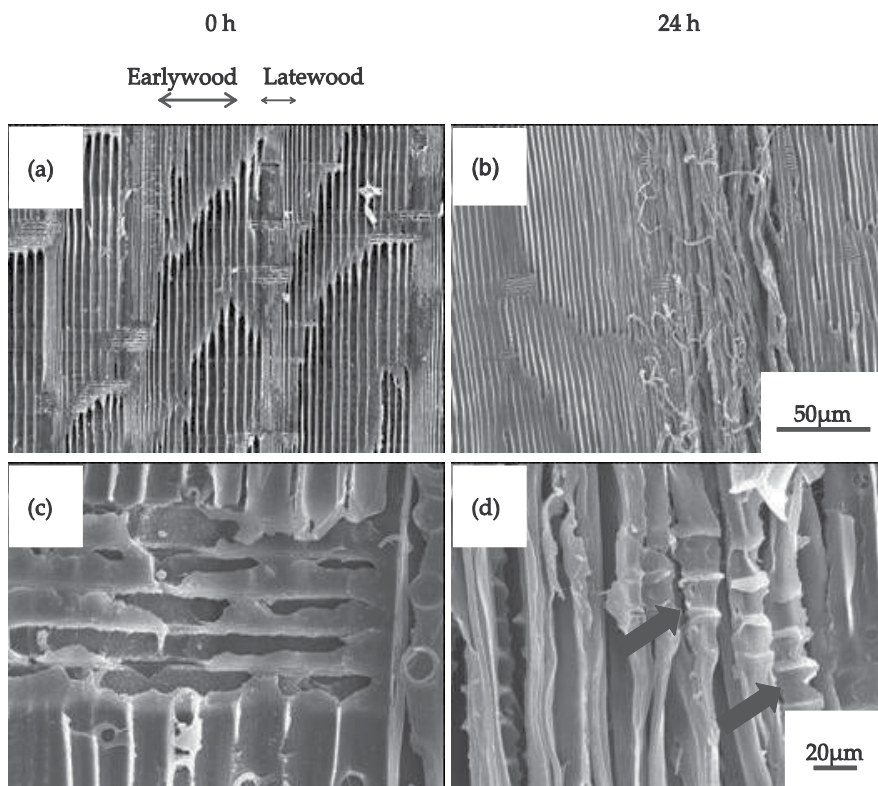 0 h
24 h
Earlywood
Latewood
(a)
(b)
50μm
(c)
(d)
20μm